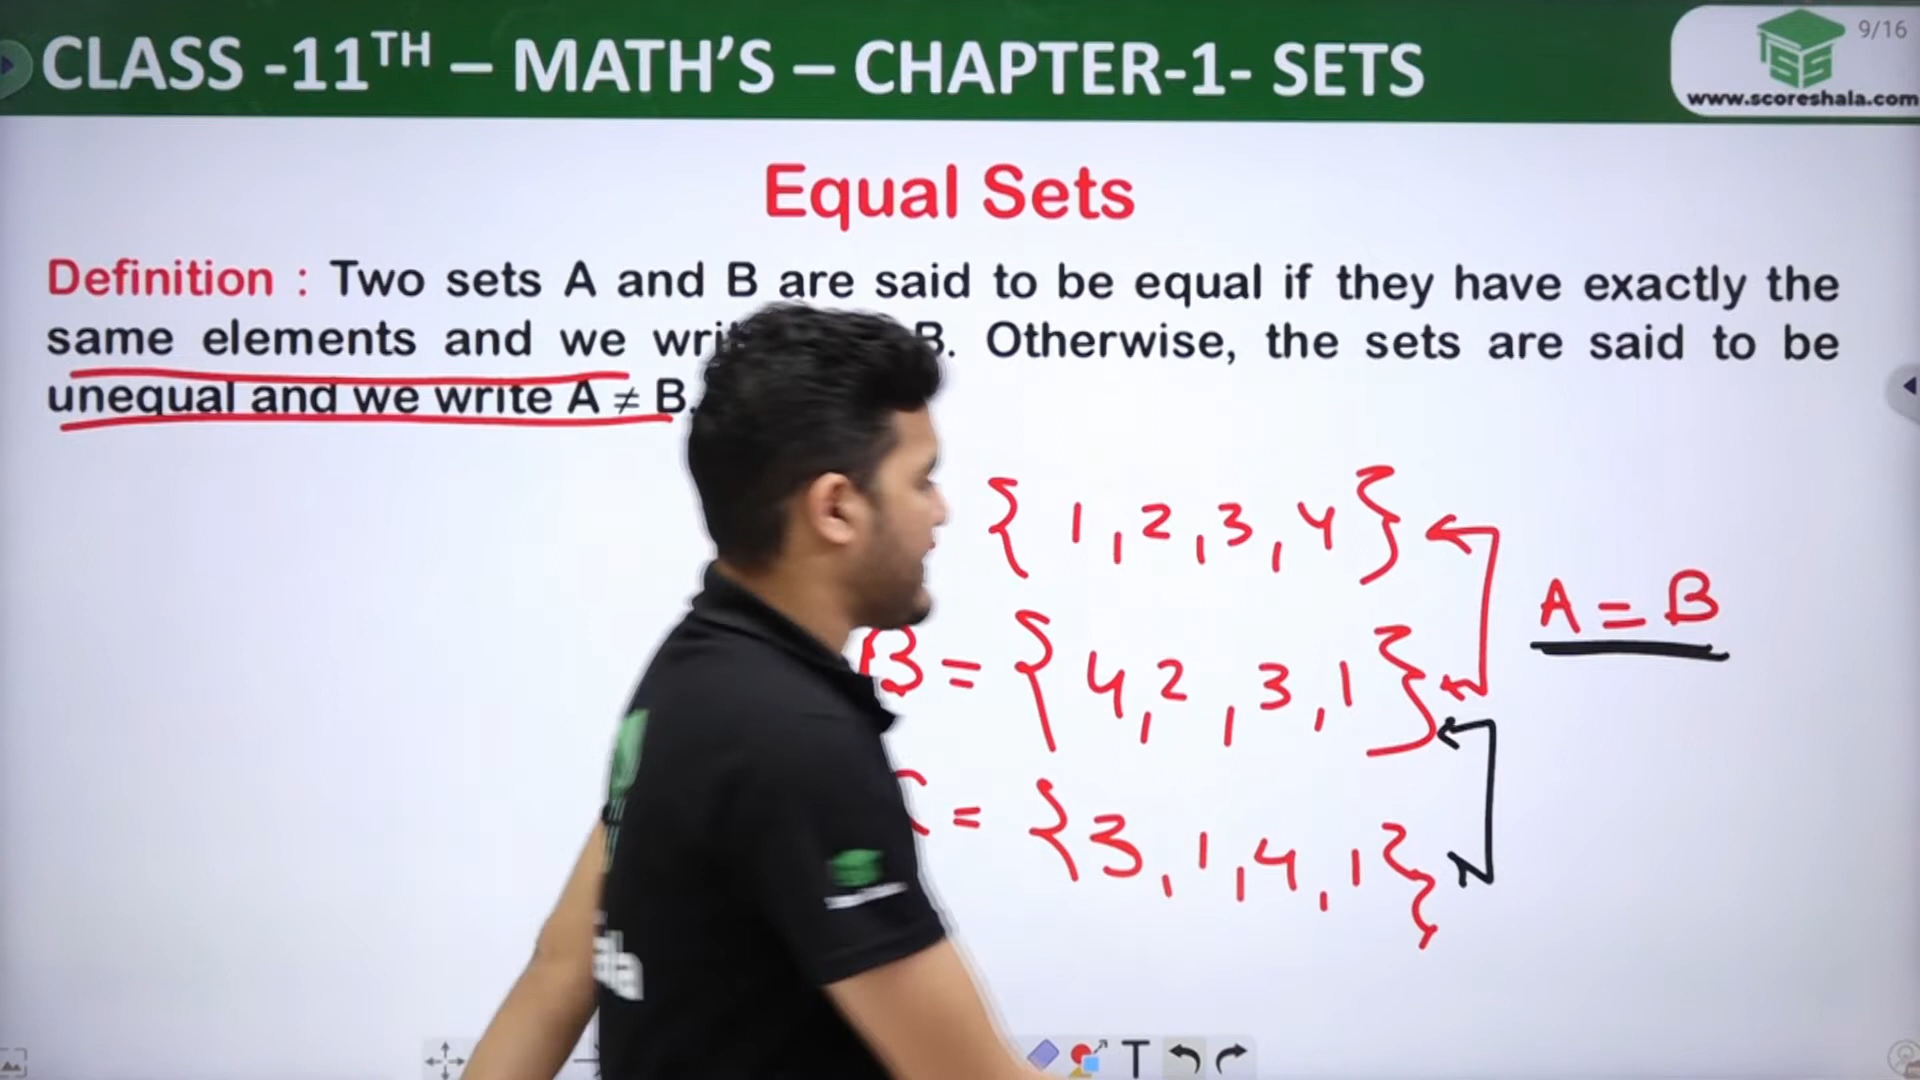 CLASS -11TH – MATH'S – CHAPTER-1- SETS
9/16
www.scoreshala.com
Equal Sets
Definition : Two sets A and B are said to be equal if they have exactly the
same elements and we B. Otherwise, the sets are said to be
unequal and we write A ≠ B.
{ 1, 2, 3, 4 }
A = B
B = { 4, 2, 3, 1 }
= { 3, 1, 4, 1 }
T